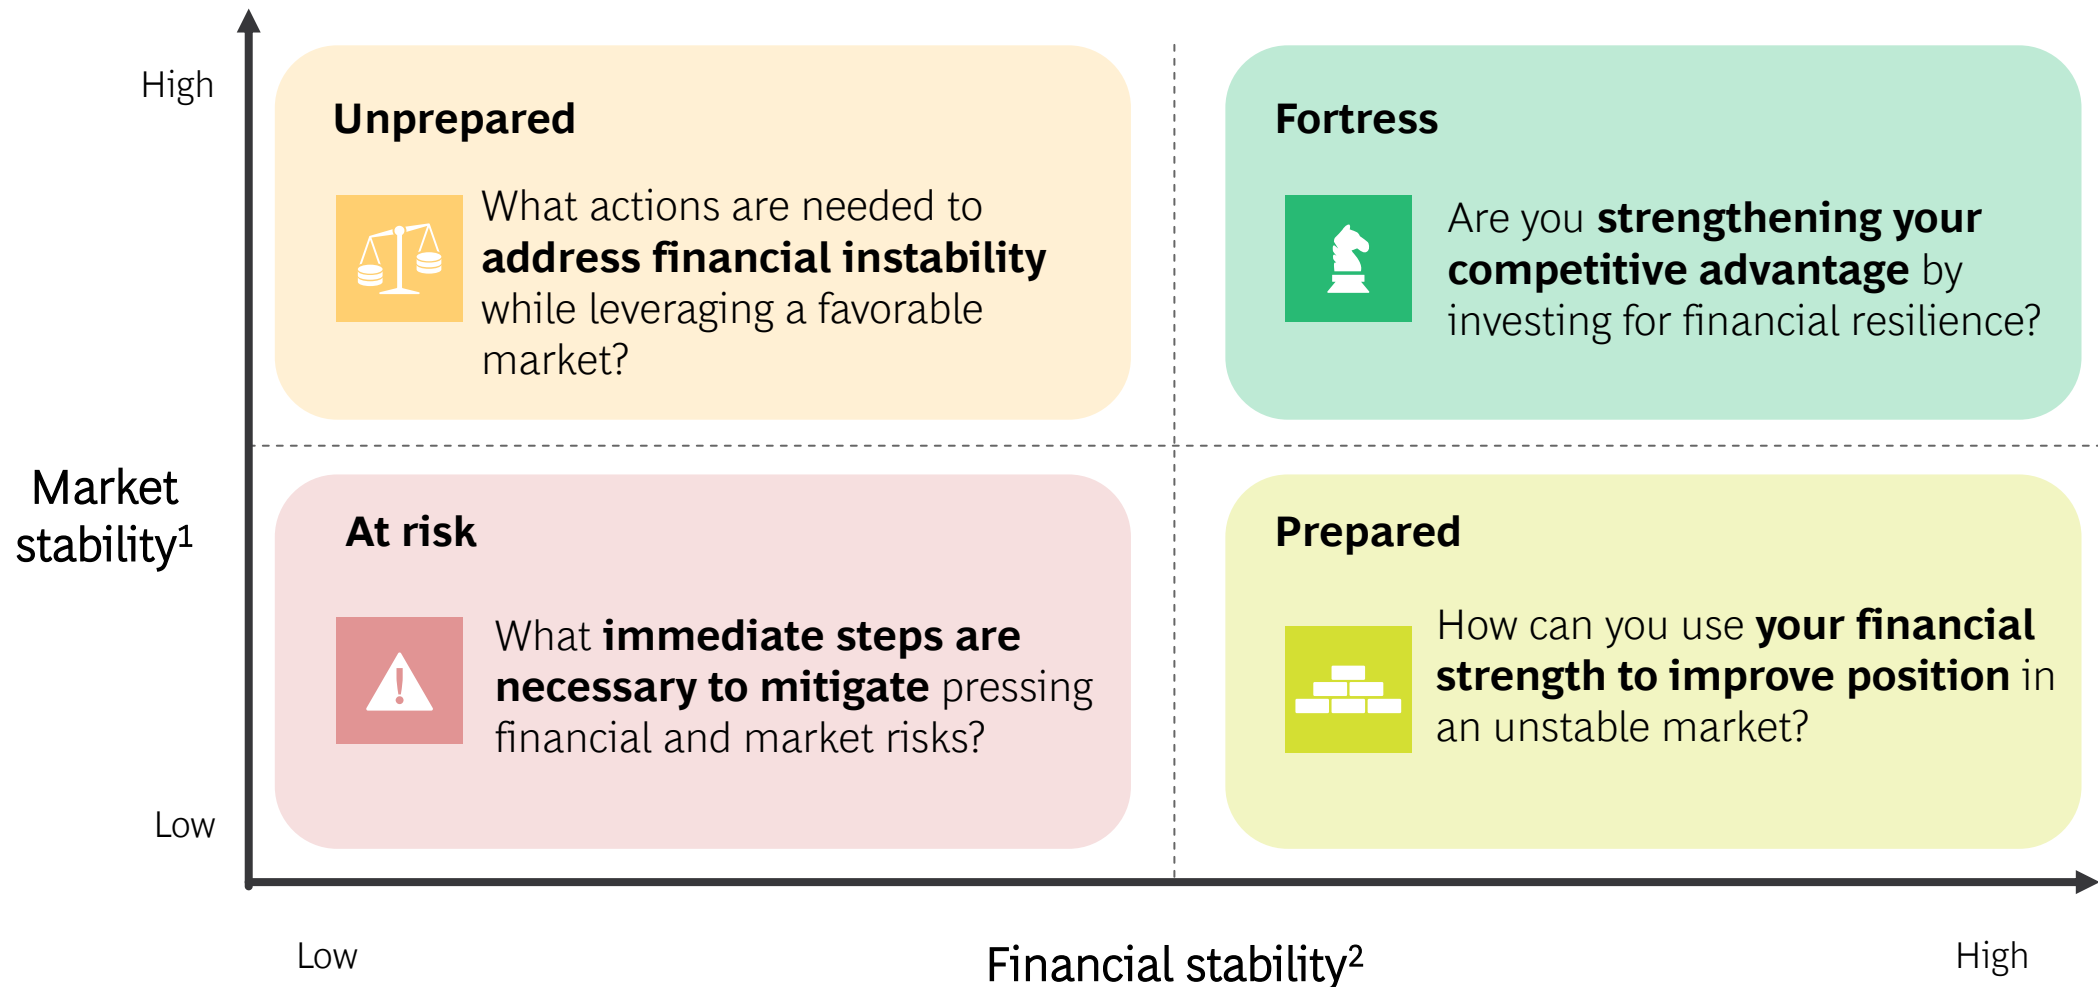 High
Unprepared
What actions are needed to
address financial instability
while leveraging a favorable
market?
Fortress
Are you strengthening your
competitive advantage by
investing for financial resilience?
Market
stability¹
At risk
What immediate steps are
necessary to mitigate pressing
financial and market risks?
Prepared
How can you use your financial
strength to improve position in
an unstable market?
Low
Low
Financial stability²
High